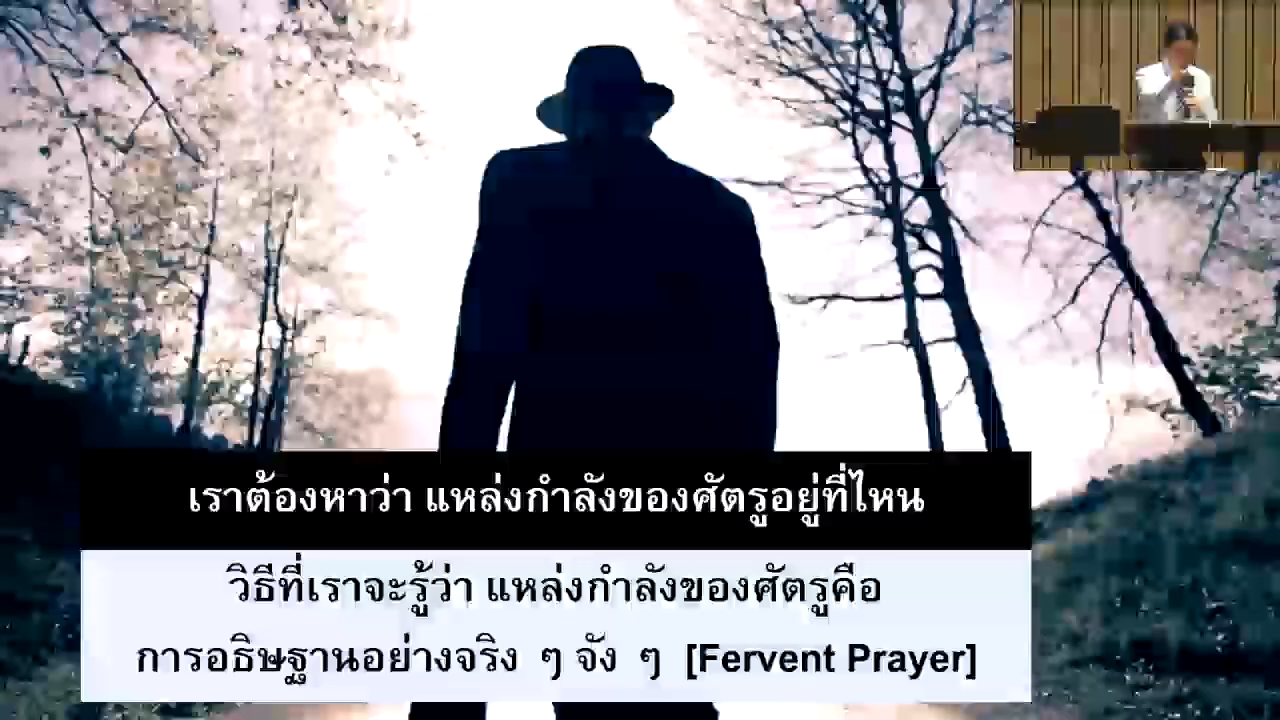 เราต้องหาว่า แหล่งกำลังของศัตรูอยู่ที่ไหน
วิธีที่เราจะรู้ว่า แหล่งกำลังของศัตรูคือ
การอธิษฐานอย่างจริง ๆ จัง ๆ [Fervent Prayer]